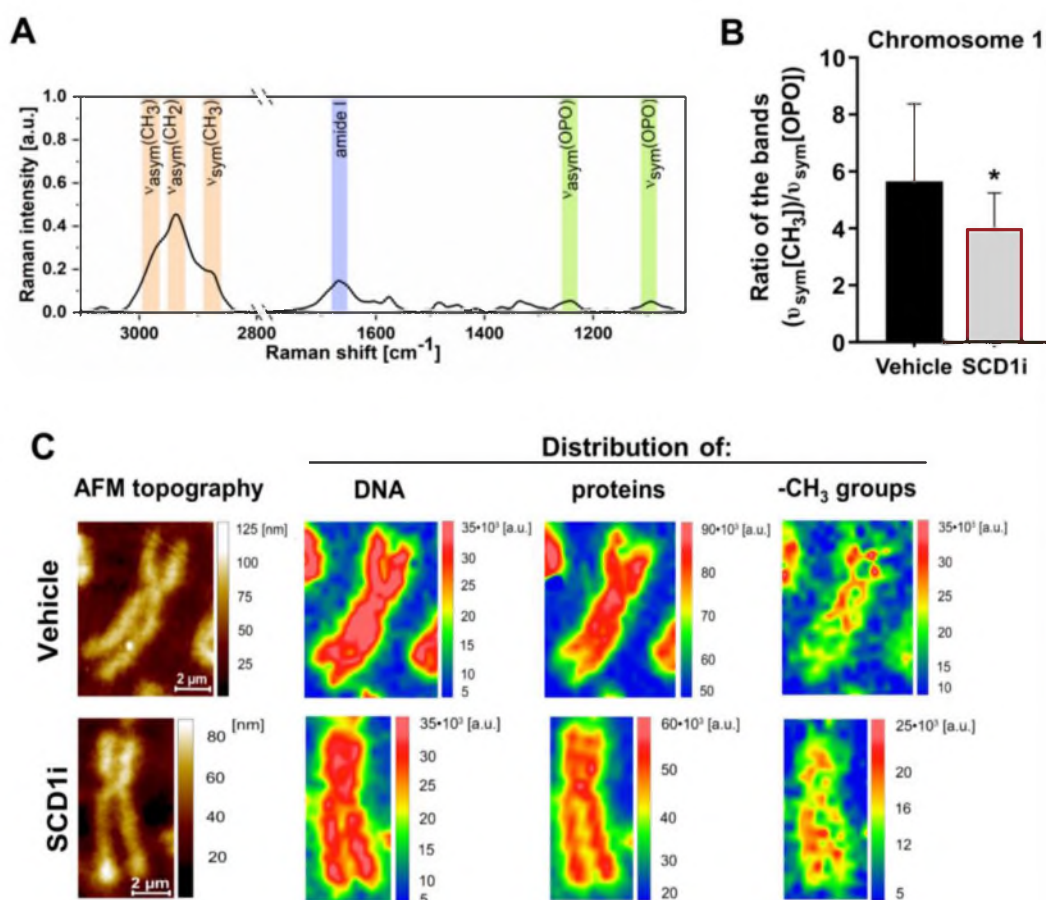 A
Raman intensity [a.u.]
1.0
0.8
0.6
0.4
0.2
0.0
νasym(CH3)
νasym(CH2)
νsym(CH3)
amide I
νasym(OPO)
νsym(OPO)
3000 2800 1600 1400 1200
Raman shift [cm-1]
B
Chromosome 1
Ratio of the bands
(υsym[CH3])/υsym[OPO])
10
8
6
4
2
0
*
Vehicle SCD1i
C
Distribution of:
AFM topography DNA proteins -CH3 groups
Vehicle
125 [nm]
100
75
50
25
2 μm
35•10³ [a.u.]
30
25
20
15
10
5
90•10³ [a.u.]
80
70
60
50
35•10³ [a.u.]
30
25
20
15
10
SCD1i
[nm]
80
60
40
20
2 μm
35•10³ [a.u.]
30
25
20
15
10
5
60•10³ [a.u.]
50
40
30
20
25•10³ [a.u.]
20
16
12
5